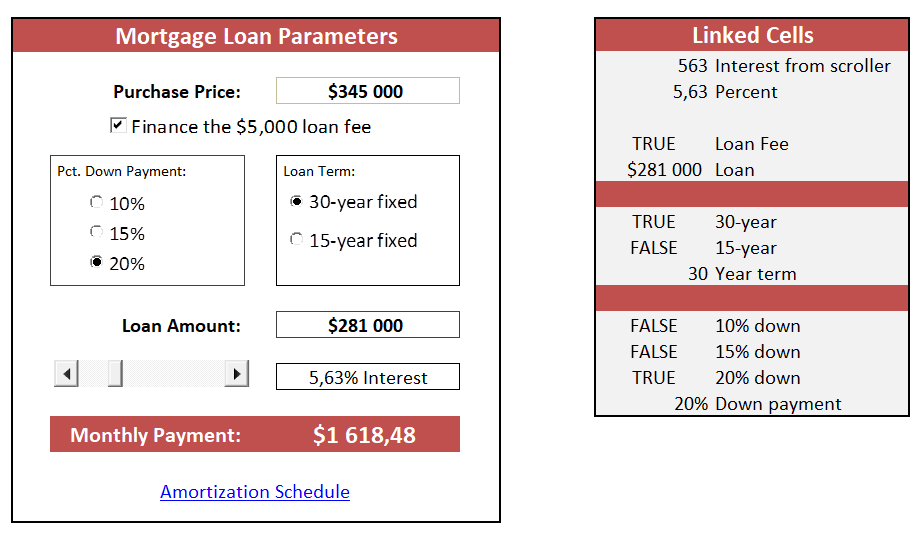 Mortgage Loan Parameters
Purchase Price: $345 000
Finance the $5,000 loan fee
Pct. Down Payment:
10%
15%
20%
Loan Term:
30-year fixed
15-year fixed
Loan Amount: $281 000
5,63% Interest
Monthly Payment: $1 618,48
Amortization Schedule
Linked Cells
563 Interest from scroller
5,63 Percent
TRUE Loan Fee
$281 000 Loan
TRUE 30-year
FALSE 15-year
30 Year term
FALSE 10% down
FALSE 15% down
TRUE 20% down
20% Down payment